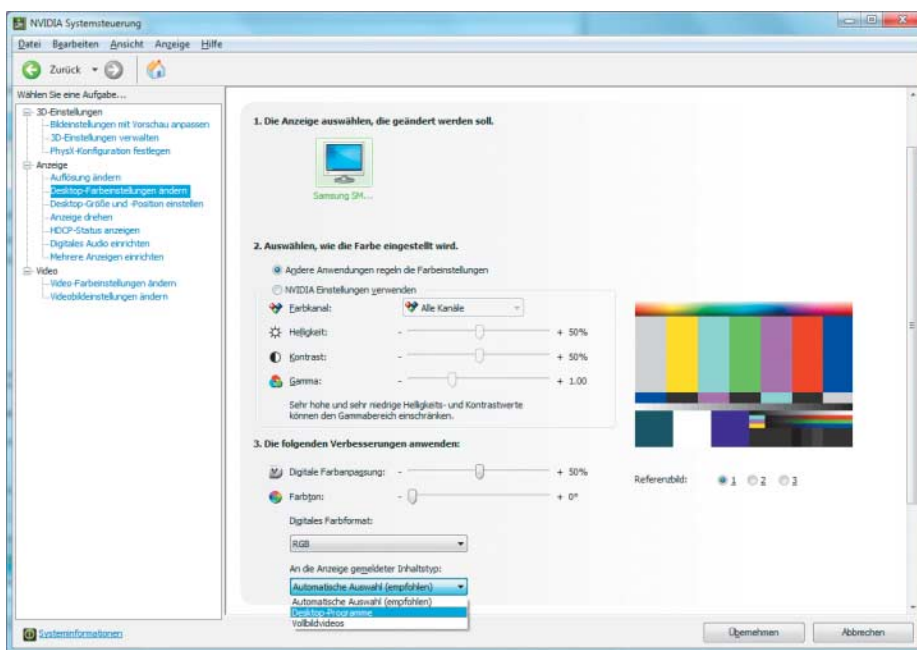 NVIDIA Systemsteuerung
Datei Bearbeiten Ansicht Anzeige Hilfe
Zurück
Wählen Sie eine Aufgabe...
3D-Einstellungen
Bildeinstellungen mit Vorschau anpassen
3D-Einstellungen verwalten
PhysX-Konfiguration festlegen
Anzeige
Auflösung ändern
Desktop-Farbeinstellungen ändern
Desktop-Größe und -Position einstellen
Anzeige drehen
HDCP-Status anzeigen
Digitales Audio einrichten
Mehrere Anzeigen einrichten
Video
Video-Farbeinstellungen ändern
Videobildeinstellungen ändern
Systeminformationen
1. Die Anzeige auswählen, die geändert werden soll.
Samsung SM...
2. Auswählen, wie die Farbe eingestellt wird.
Andere Anwendungen regeln die Farbeinstellungen
NVIDIA Einstellungen verwenden
Farbkanal: Alle Kanäle
Helligkeit: - + 50%
Kontrast: - + 50%
Gamma: - + 1.00
Sehr hohe und sehr niedrige Helligkeits- und Kontrastwerte
können den Gammabereich einschränken.
3. Die folgenden Verbesserungen anwenden:
Digitale Farbanpassung: - + 50%
Farbton: - + 0°
Digitales Farbformat:
RGB
An die Anzeige gemeldeter Inhaltstyp:
Automatische Auswahl (empfohlen)
Automatische Auswahl (empfohlen)
Desktop-Programme
Vollbildvideos
Referenzbild: 1 2 3
Übernehmen Abbrechen